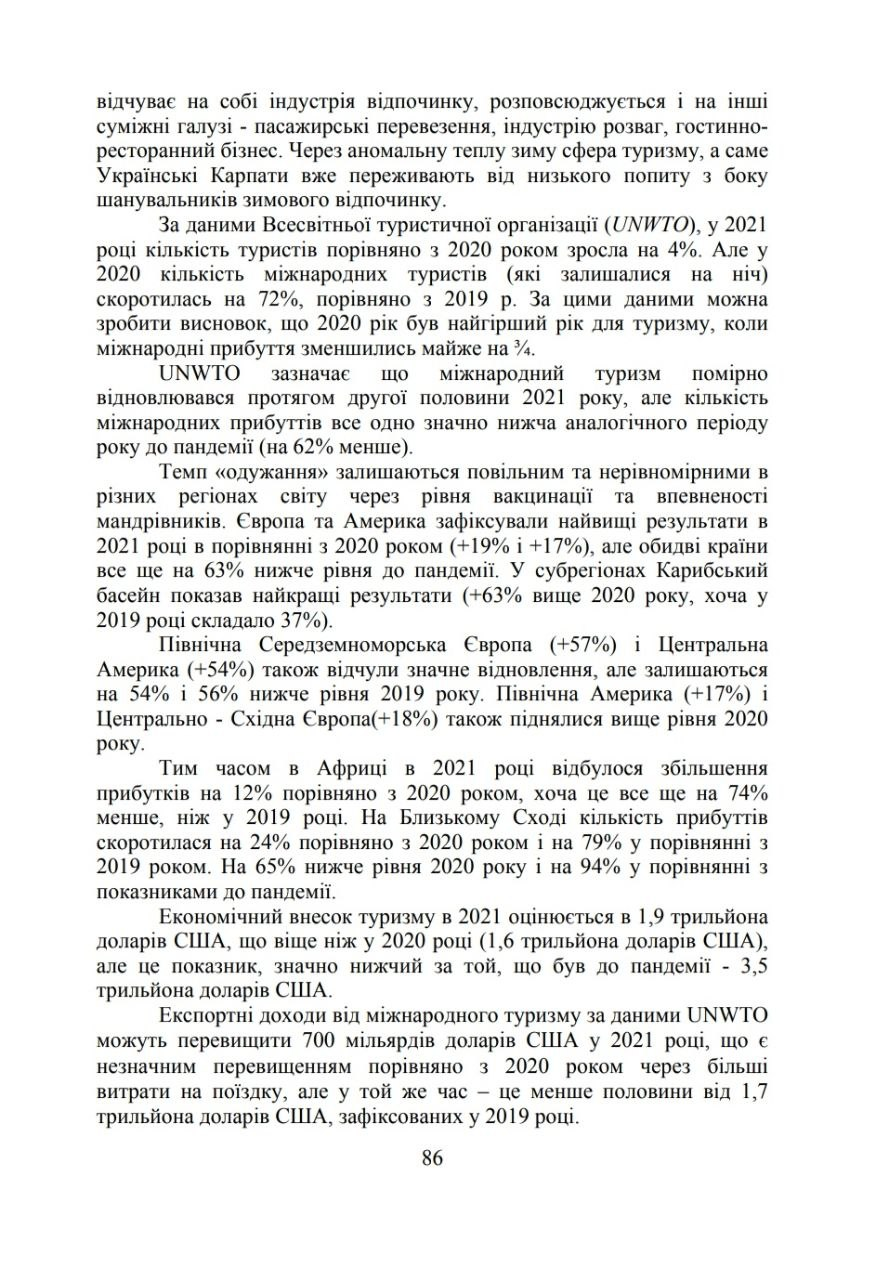 відчуває на собі індустрія відпочинку, розповсюджується і на інші
суміжні галузі - пасажирські перевезення, індустрію розваг, гостинно-
ресторанний бізнес. Через аномальну теплу зиму сфера туризму, а саме
Українські Карпати вже переживають від низького попиту з боку
шанувальників зимового відпочинку.
За даними Всесвітньої туристичної організації (UNWTO), у 2021
році кількість туристів порівняно з 2020 роком зросла на 4%. Але у
2020 кількість міжнародних туристів (які залишалися на ніч)
скоротилась на 72%, порівняно з 2019 р. За цими даними можна
зробити висновок, що 2020 рік був найгірший рік для туризму, коли
міжнародні прибуття зменшились майже на ¾.
UNWTO зазначає що міжнародний туризм помірно
відновлювався протягом другої половини 2021 року, але кількість
міжнародних прибуттів все одно значно нижча аналогічного періоду
року до пандемії (на 62% менше).
Темп «одужання» залишаються повільним та нерівномірними в
різних регіонах світу через рівня вакцинації та впевненості
мандрівників. Європа та Америка зафіксували найвищі результати в
2021 році в порівнянні з 2020 роком (+19% і +17%), але обидві країни
все ще на 63% нижче рівня до пандемії. У субрегіонах Карибський
басейн показав найкращі результати (+63% вище 2020 року, хоча у
2019 році складало 37%).
Північна Середземноморська Європа (+57%) і Центральна
Америка (+54%) також відчули значне відновлення, але залишаються
на 54% і 56% нижче рівня 2019 року. Північна Америка (+17%) і
Центрально - Східна Європа(+18%) також піднялися вище рівня 2020
року.
Тим часом в Африці в 2021 році відбулося збільшення
прибутків на 12% порівняно з 2020 роком, хоча це все ще на 74%
менше, ніж у 2019 році. На Близькому Сході кількість прибуттів
скоротилася на 24% порівняно з 2020 роком і на 79% у порівнянні з
2019 роком. На 65% нижче рівня 2020 року і на 94% у порівнянні з
показниками до пандемії.
Економічний внесок туризму в 2021 оцінюється в 1,9 трильйона
доларів США, що віще ніж у 2020 році (1,6 трильйона доларів США),
але це показник, значно нижчий за той, що був до пандемії - 3,5
трильйона доларів США.
Експортні доходи від міжнародного туризму за даними UNWTO
можуть перевищити 700 мільярдів доларів США у 2021 році, що є
незначним перевищенням порівняно з 2020 роком через більші
витрати на поїздку, але у той же час – це менше половини від 1,7
трильйона доларів США, зафіксованих у 2019 році.
86